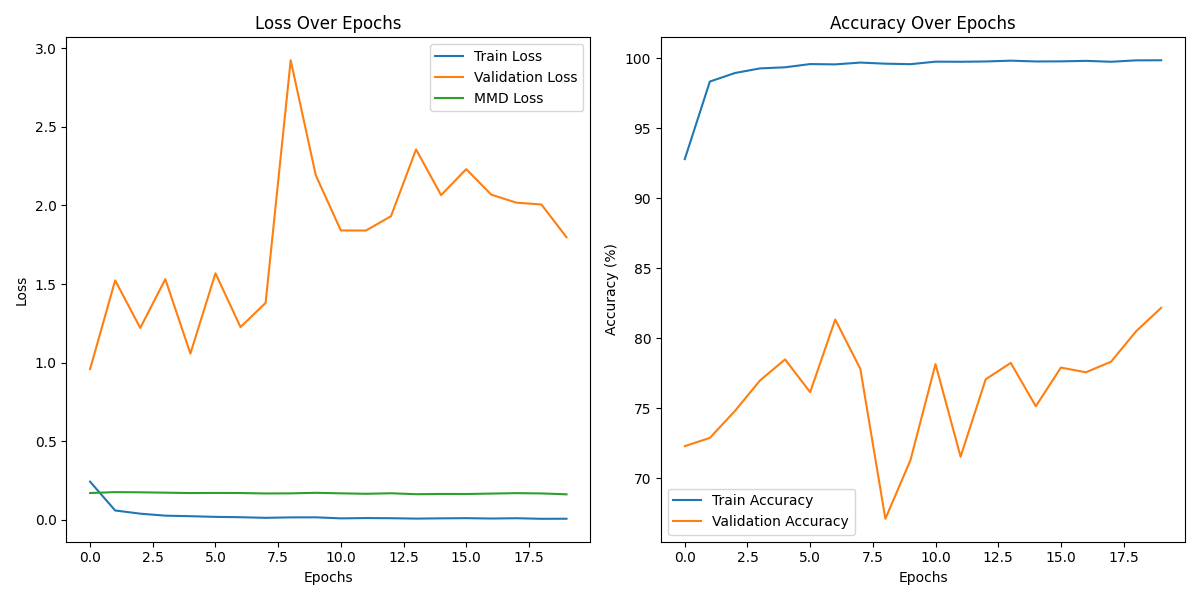 Loss Over Epochs
3.0
2.5
2.0
1.5
1.0
0.5
0.0
Loss
Train Loss
Validation Loss
MMD Loss
0.0 2.5 5.0 7.5 10.0 12.5 15.0 17.5
Epochs
Accuracy Over Epochs
100
95
90
85
80
75
70
Accuracy (%)
Train Accuracy
Validation Accuracy
0.0 2.5 5.0 7.5 10.0 12.5 15.0 17.5
Epochs